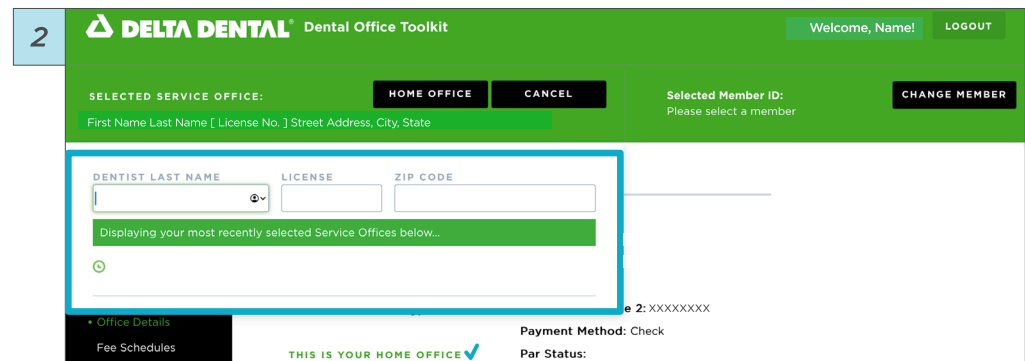 2
DELTA DENTAL® Dental Office Toolkit
Welcome, Name!
LOGOUT
SELECTED SERVICE OFFICE:
HOME OFFICE
CANCEL
Selected Member ID:
Please select a member
CHANGE MEMBER
First Name Last Name [ License No. ] Street Address, City, State
DENTIST LAST NAME
LICENSE
ZIP CODE
Displaying your most recently selected Service Offices below...
e 2: XXXXXXXX
• Office Details
Payment Method: Check
Fee Schedules
THIS IS YOUR HOME OFFICE
Par Status: